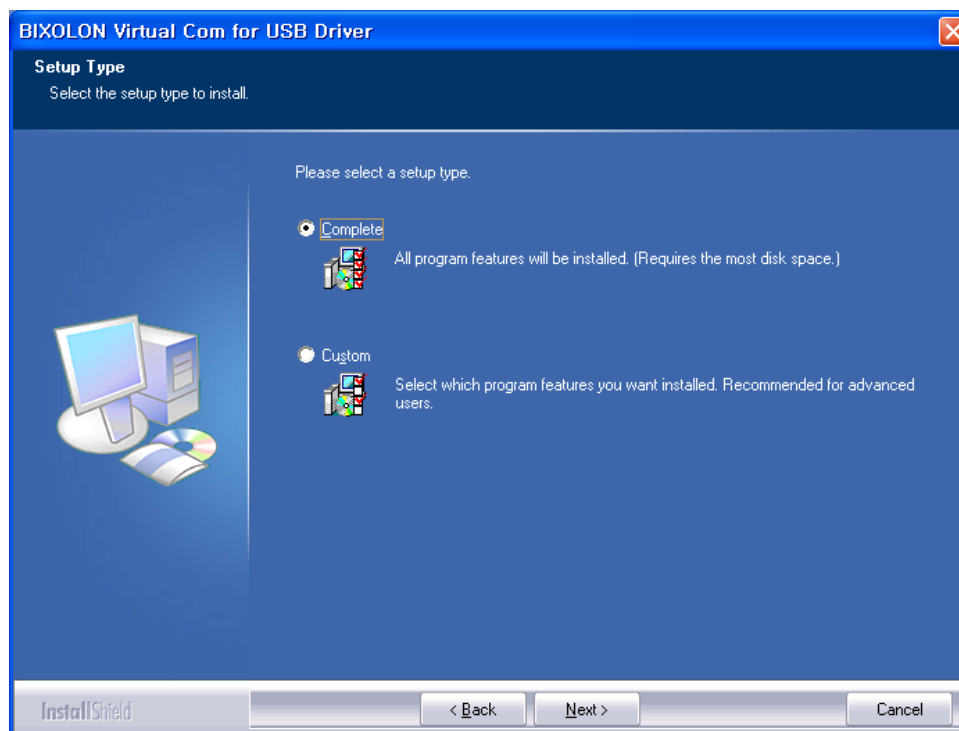 BIXOLON Virtual Com for USB Driver
Setup Type
Select the setup type to install.
Please select a setup type.
Complete
All program features will be installed. (Requires the most disk space.)
Custom
Select which program features you want installed. Recommended for advanced
users.
InstallShield
< Back
Next >
Cancel